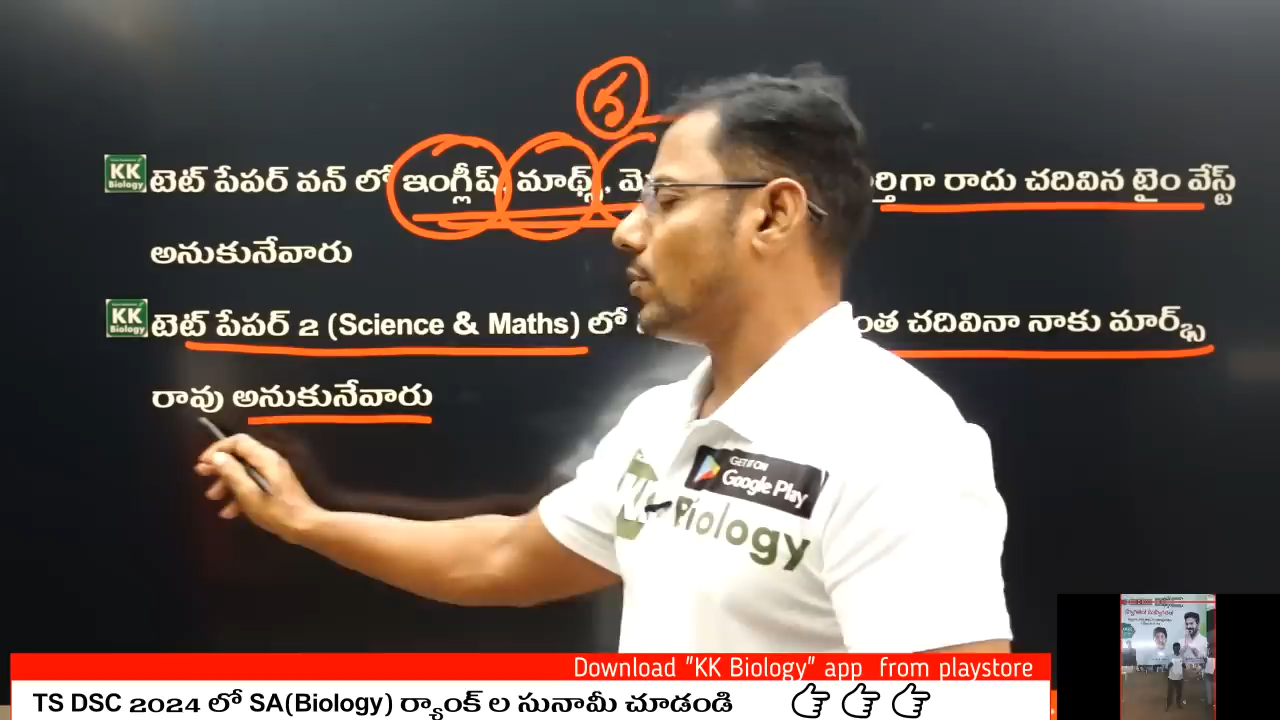 ద
KK Biology టెట్ పేపర్ వన్ లో ఇంగ్లీష్, మాథ్స్, రాదు చదివిన టైం వేస్ట్
అనుకునేవారు
KK Biology టెట్ పేపర్ 2 (Science & Maths) లో చదివినా నాకు మార్క్స్
రావు అనుకునేవారు
GET IT ON
Google Play
Biology
Download "KK Biology" app from playstore
TS DSC 2024 లో SA(Biology) ర్యాంక్ ల సునామీ చూడండి